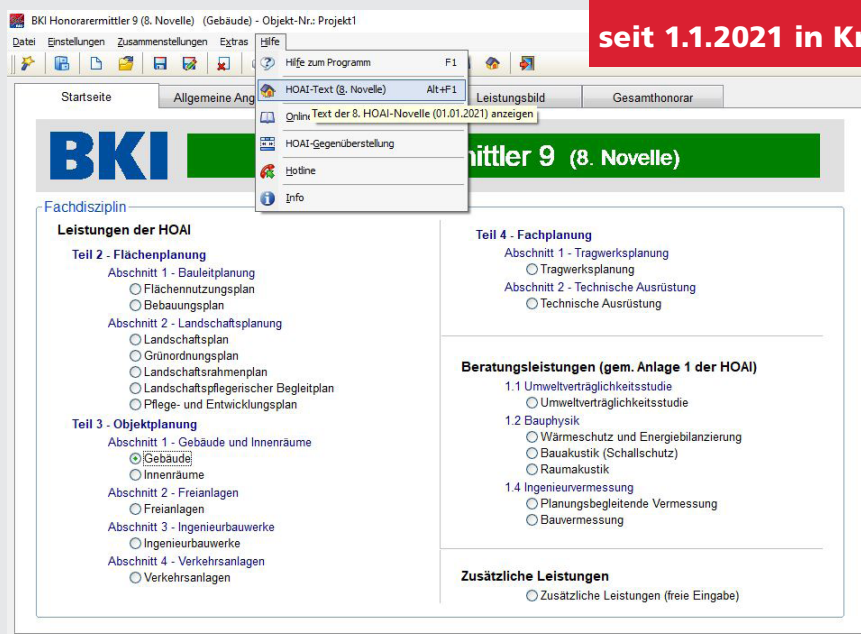 BKI Honorarermittler 9 (8. Novelle) (Gebäude) - Objekt-Nr.: Projekt1
seit 1.1.2021 in Kr
Datei Einstellungen Zusammenstellungen Extras Hilfe
Hilfe zum Programm F1
HOAI-Text (8. Novelle) Alt+F1
Online
Text der 8. HOAI-Novelle (01.01.2021) anzeigen
HOAI-Gegenüberstellung
Hotline
Info
Startseite Allgemeine Ang Leistungsbild Gesamthonorar
BKI
mittler 9 (8. Novelle)
Fachdisziplin
Leistungen der HOAI
Teil 2 - Flächenplanung
Abschnitt 1 - Bauleitplanung
Flächennutzungsplan
Bebauungsplan
Abschnitt 2 - Landschaftsplanung
Landschaftsplan
Grünordnungsplan
Landschaftsrahmenplan
Landschaftspflegerischer Begleitplan
Pflege- und Entwicklungsplan
Teil 3 - Objektplanung
Abschnitt 1 - Gebäude und Innenräume
Gebäude
Innenräume
Abschnitt 2 - Freianlagen
Freianlagen
Abschnitt 3 - Ingenieurbauwerke
Ingenieurbauwerke
Abschnitt 4 - Verkehrsanlagen
Verkehrsanlagen
Teil 4 - Fachplanung
Abschnitt 1 - Tragwerksplanung
Tragwerksplanung
Abschnitt 2 - Technische Ausrüstung
Technische Ausrüstung
Beratungsleistungen (gem. Anlage 1 der HOAI)
1.1 Umweltverträglichkeitsstudie
Umweltverträglichkeitsstudie
1.2 Bauphysik
Wärmeschutz und Energiebilanzierung
Bauakustik (Schallschutz)
Raumakustik
1.4 Ingenieurvermessung
Planungsbegleitende Vermessung
Bauvermessung
Zusätzliche Leistungen
Zusätzliche Leistungen (freie Eingabe)